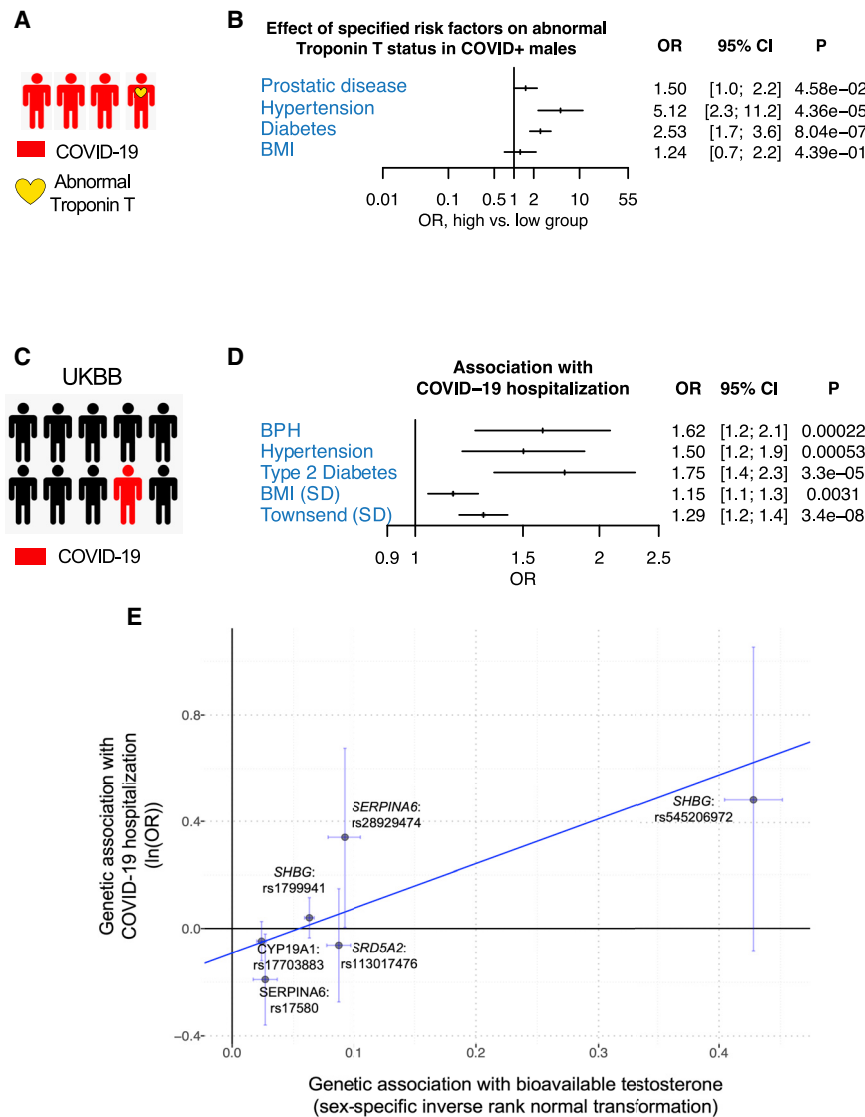 A
COVID-19
Abnormal
Troponin T
B
Effect of specified risk factors on abnormal
Troponin T status in COVID+ males
OR 95% CI P
Prostatic disease 1.50 [1.0; 2.2] 4.58e−02
Hypertension 5.12 [2.3; 11.2] 4.36e−05
Diabetes 2.53 [1.7; 3.6] 8.04e−07
BMI 1.24 [0.7; 2.2] 4.39e−01
0.01 0.1 0.5 1 2 10 55
OR, high vs. low group
C
UKBB
COVID-19
D
Association with
COVID−19 hospitalization
OR 95% CI P
BPH 1.62 [1.2; 2.1] 0.00022
Hypertension 1.50 [1.2; 1.9] 0.00053
Type 2 Diabetes 1.75 [1.4; 2.3] 3.3e−05
BMI (SD) 1.15 [1.1; 1.3] 0.0031
Townsend (SD) 1.29 [1.2; 1.4] 3.4e−08
0.9 1 1.5 2 2.5
OR
E
Genetic association with
COVID-19 hospitalization
(ln(OR))
0.8
0.4
0.0
−0.4
SERPINA6:
rs28929474
SHBG:
rs545206972
SHBG:
rs1799941
CYP19A1:
rs17703883
SRD5A2:
rs113017476
SERPINA6:
rs17580
0.0 0.1 0.2 0.3 0.4
Genetic association with bioavailable testosterone
(sex-specific inverse rank normal transformation)